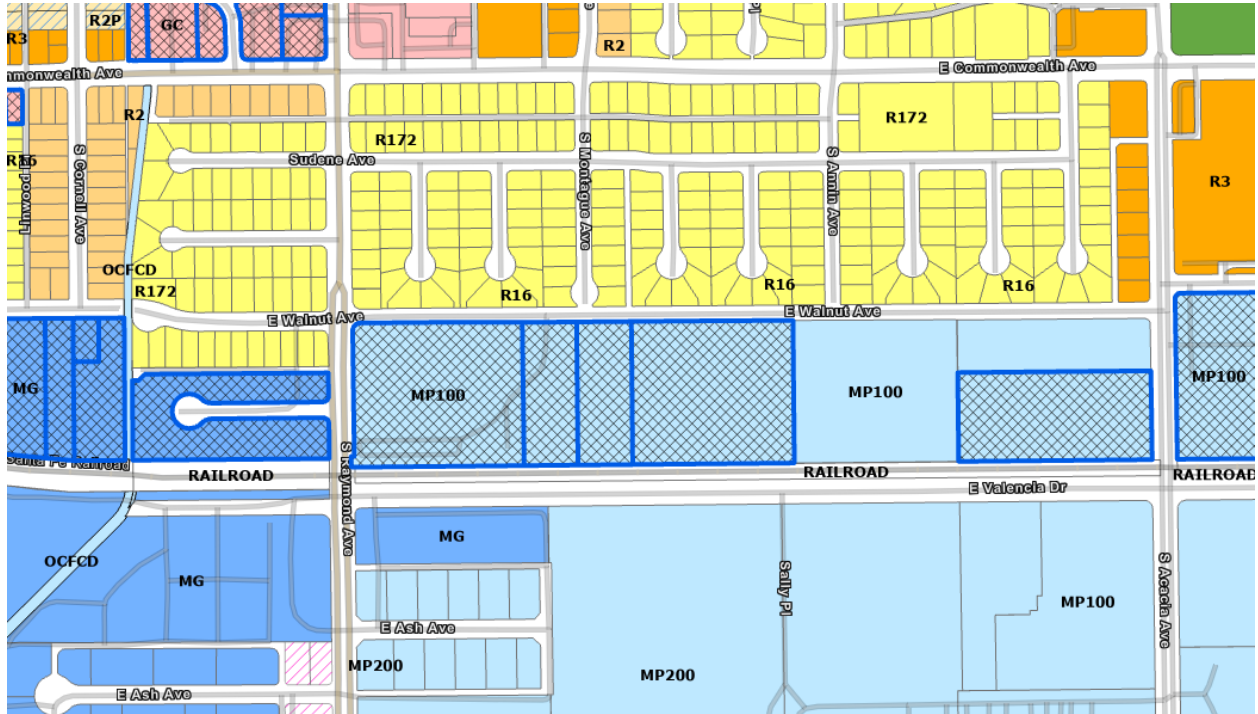 R2P
GC
R3
R2
mmonwealth Ave
E Commonwealth Ave
R2
R172
R172
R16
Linwood
S Cornell Ave
Sudene Ave
S Montague Ave
S Annin Ave
R3
OCFCD
R172
R16
R16
R16
E Walnut Ave
E Walnut Ave
MG
MP100
MP100
MP100
Santa Fe Railroad
RAILROAD
RAILROAD
RAILROAD
S Raymond Ave
E Valencia Dr
OCFCD
MG
MG
Sally Pl
MP100
S Acacia Ave
E Ash Ave
MP200
MP200
E Ash Ave